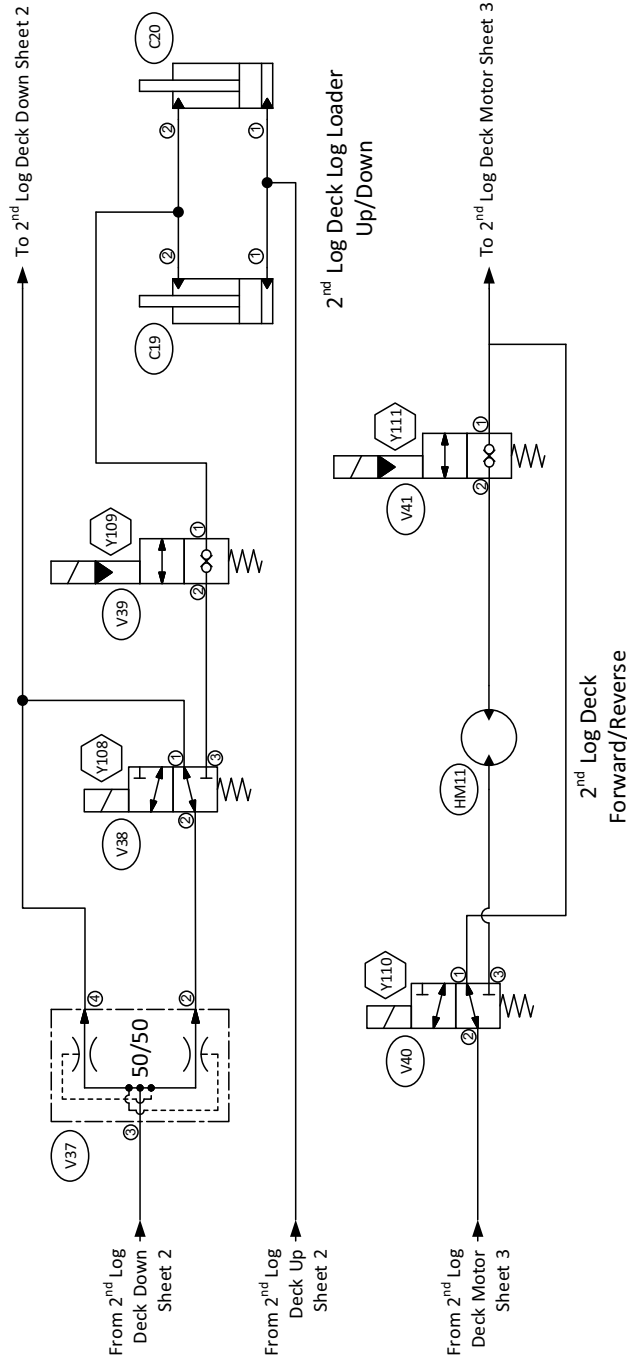 From 2nd Log
Deck Down
Sheet 2
V37
3
50/50
4
2
V38
Y108
2
1
3
V39
Y109
2
1
To 2nd Log Deck Down Sheet 2
C19
2
1
C20
2
1
From 2nd Log
Deck Up
Sheet 2
2nd Log Deck Log Loader
Up/Down
From 2nd Log
Deck Motor
Sheet 3
V40
Y110
2
1
3
HM11
V41
Y111
2
1
To 2nd Log Deck Motor Sheet 3
2nd Log Deck
Forward/Reverse